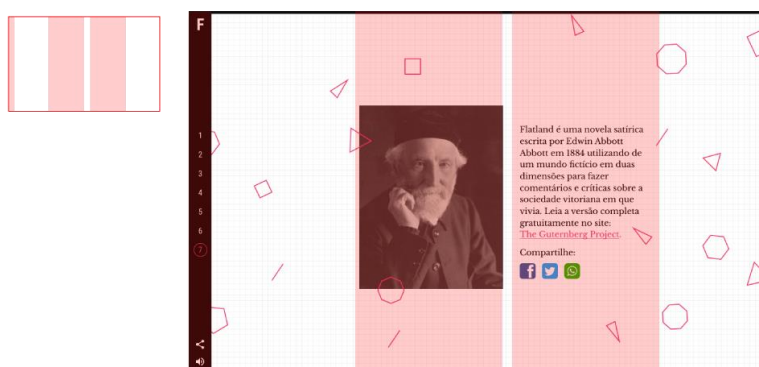 F
1
2
3
4
5
6
7
Flatland é uma novela satírica
escrita por Edwin Abbott
Abbott em 1884 utilizando de
um mundo fictício em duas
dimensões para fazer
comentários e críticas sobre a
sociedade vitoriana em que
vivia. Leia a versão completa
gratuitamente no site:
The Gutemberg Project.
Compartilhe: